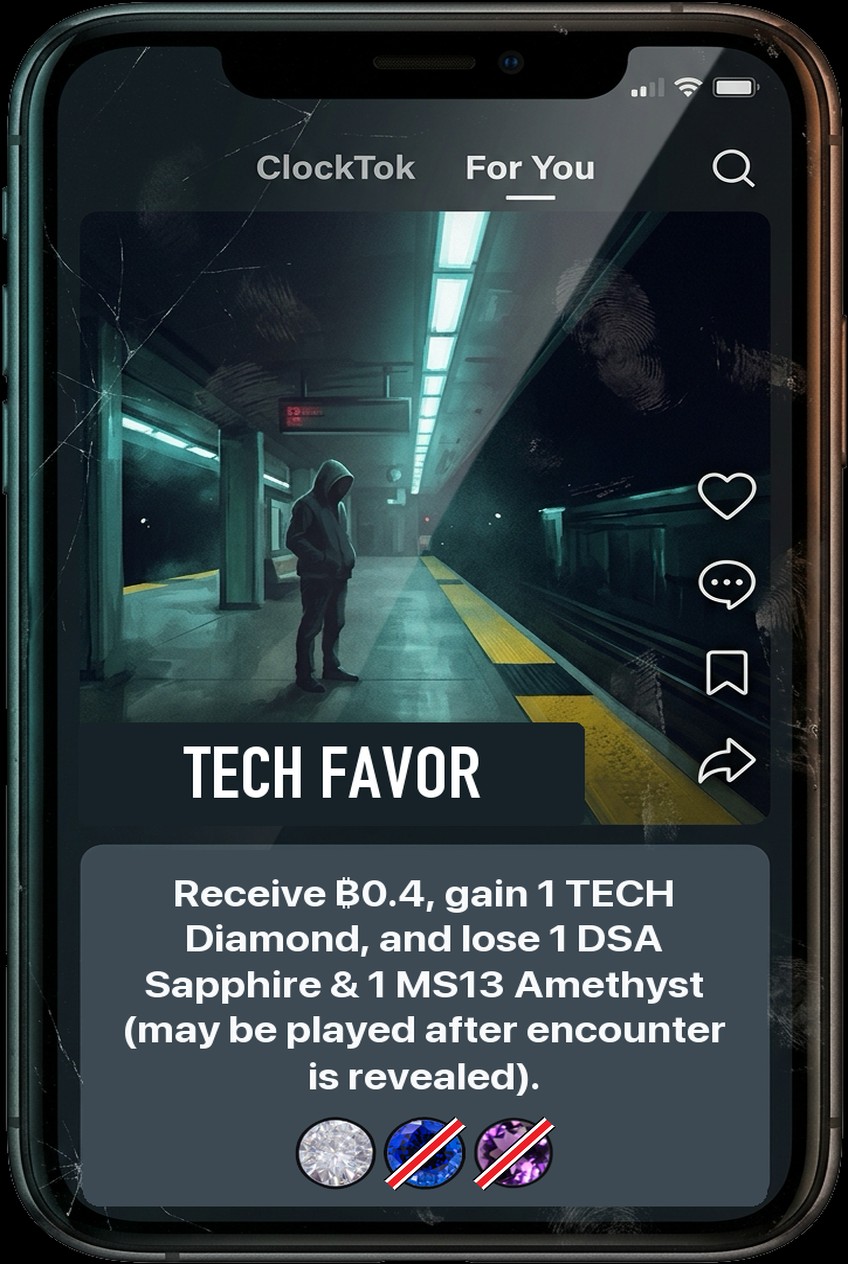 ClockTok For You
TECH FAVOR
Receive ₿0.4, gain 1 TECH
Diamond, and lose 1 DSA
Sapphire & 1 MS13 Amethyst
(may be played after encounter
is revealed).